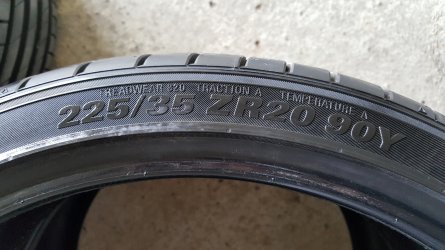 TREADWEAR 320 TRACTION A TEMPERATURE A
225/35 ZR20 90Y